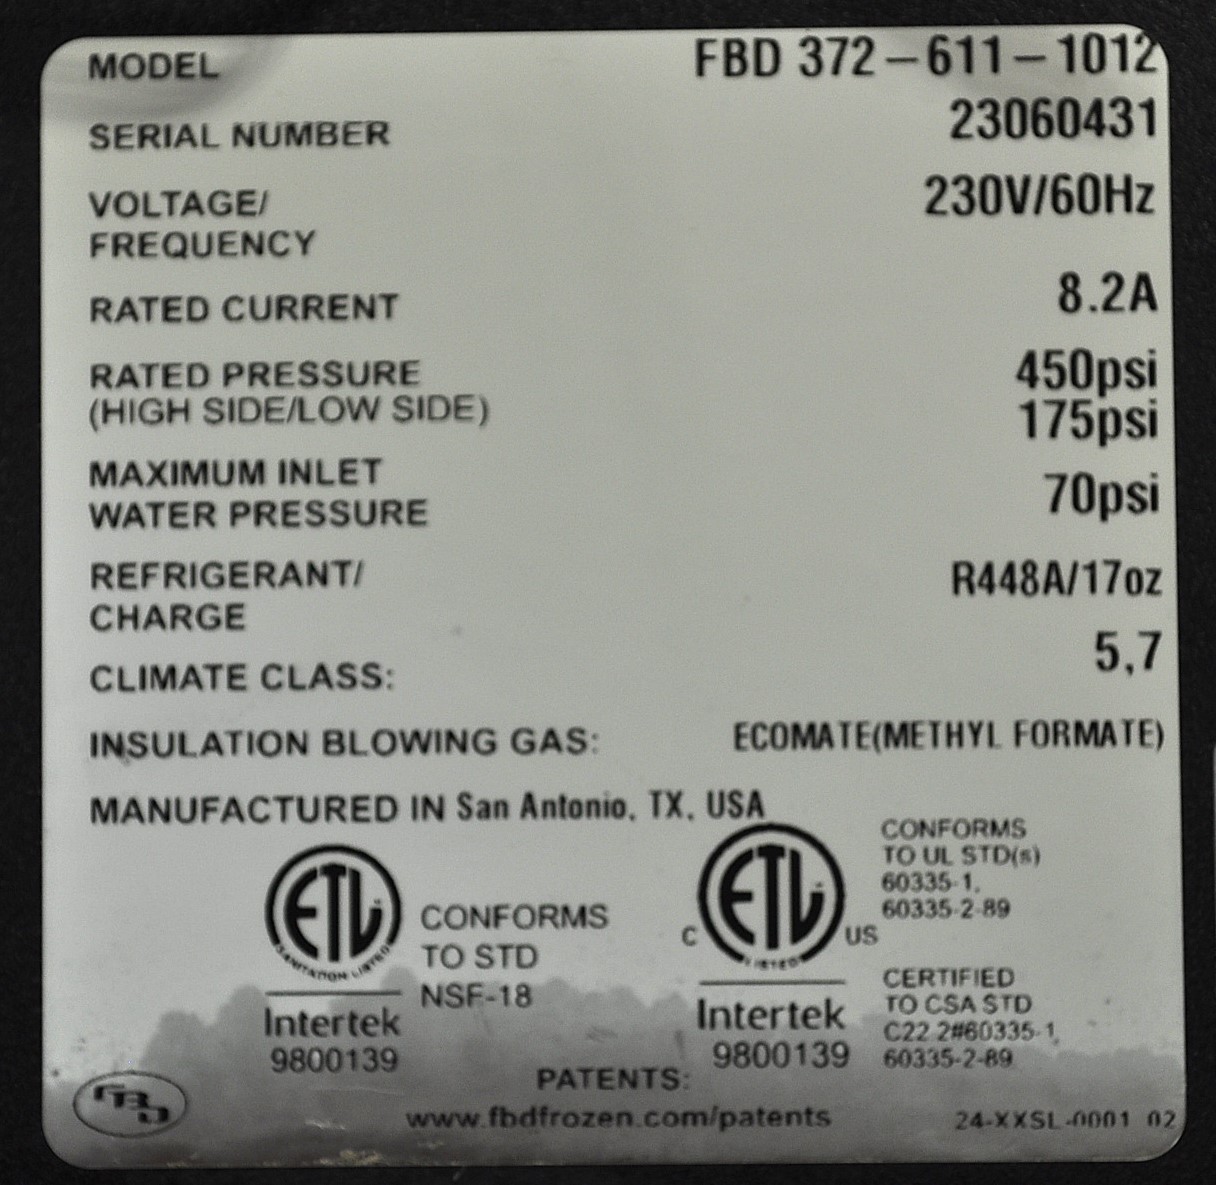 MODEL FBD 372-611-1012
SERIAL NUMBER 23060431
VOLTAGE/ 230V/60Hz
FREQUENCY
RATED CURRENT 8.2A
RATED PRESSURE 450psi
(HIGH SIDE/LOW SIDE) 175psi
MAXIMUM INLET 70psi
WATER PRESSURE
REFRIGERANT/ R448A/17oz
CHARGE
CLIMATE CLASS: 5,7
INSULATION BLOWING GAS: ECOMATE(METHYL FORMATE)
MANUFACTURED IN San Antonio, TX, USA
ETL
SANITATION LISTED
CONFORMS
TO STD
NSF-18
Intertek
9800139
C ETL US
LISTED
Intertek
9800139
CONFORMS
TO UL STD(s)
60335-1,
60335-2-89
CERTIFIED
TO CSA STD
C22 2#60335-1,
60335-2-89
PATENTS:
www.fbdfrozen.com/patents
FBD
24-XXSL-0001 02